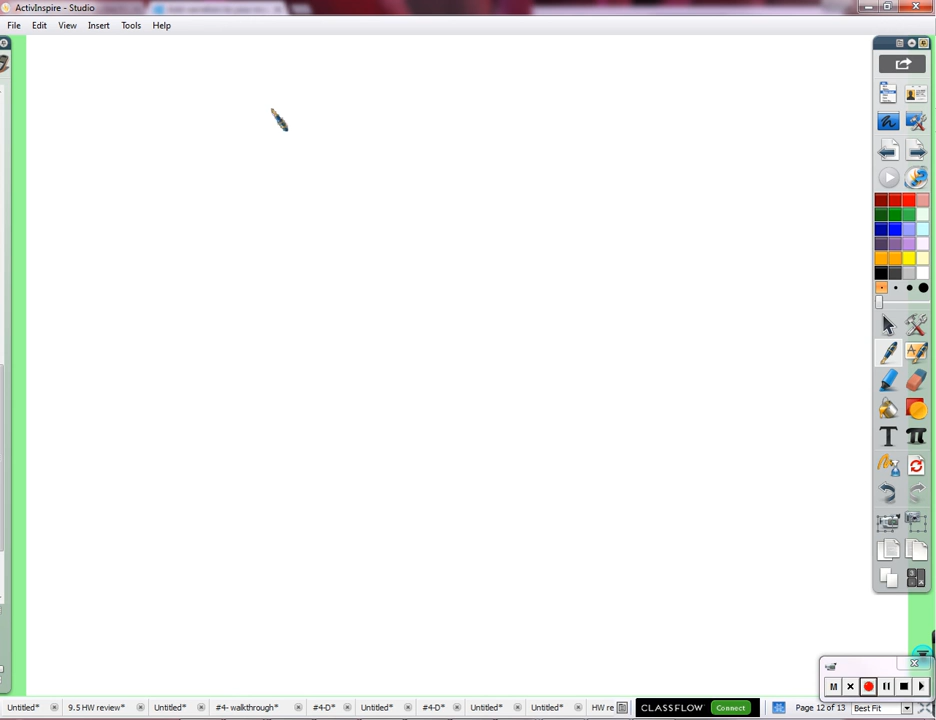 ActivInspire - Studio
File Edit View Insert Tools Help
T π
Untitled* 9.5 HW review* Untitled* #4- walkthrough* #4-D* Untitled* #4-D* Untitled* Untitled* HW re CLASSFLOW Connect Page 12 of 13 Best Fit
M